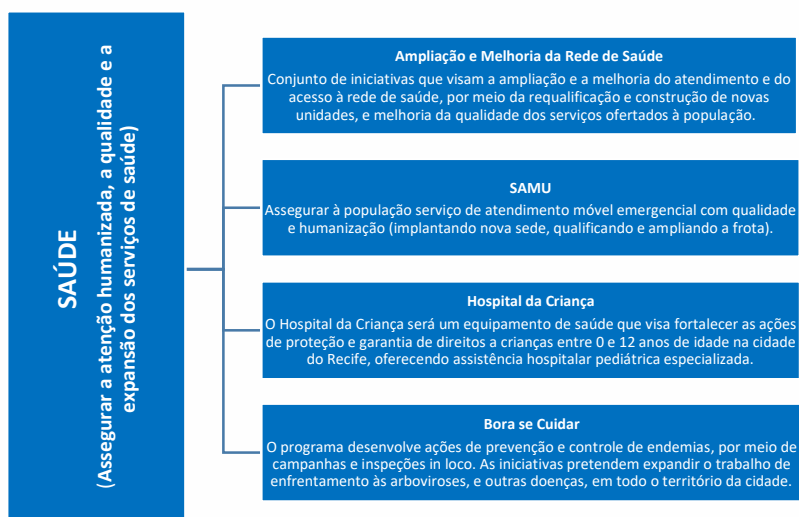 SAÚDE
(Assegurar a atenção humanizada, a qualidade e a
expansão dos serviços de saúde)
Ampliação e Melhoria da Rede de Saúde
Conjunto de iniciativas que visam a ampliação e a melhoria do atendimento e do
acesso à rede de saúde, por meio da requalificação e construção de novas
unidades, e melhoria da qualidade dos serviços ofertados à população.
SAMU
Assegurar à população serviço de atendimento móvel emergencial com qualidade
e humanização (implantando nova sede, qualificando e ampliando a frota).
Hospital da Criança
O Hospital da Criança será um equipamento de saúde que visa fortalecer as ações
de proteção e garantia de direitos a crianças entre 0 e 12 anos de idade na cidade
do Recife, oferecendo assistência hospitalar pediátrica especializada.
Bora se Cuidar
O programa desenvolve ações de prevenção e controle de endemias, por meio de
campanhas e inspeções in loco. As iniciativas pretendem expandir o trabalho de
enfrentamento às arboviroses, e outras doenças, em todo o território da cidade.